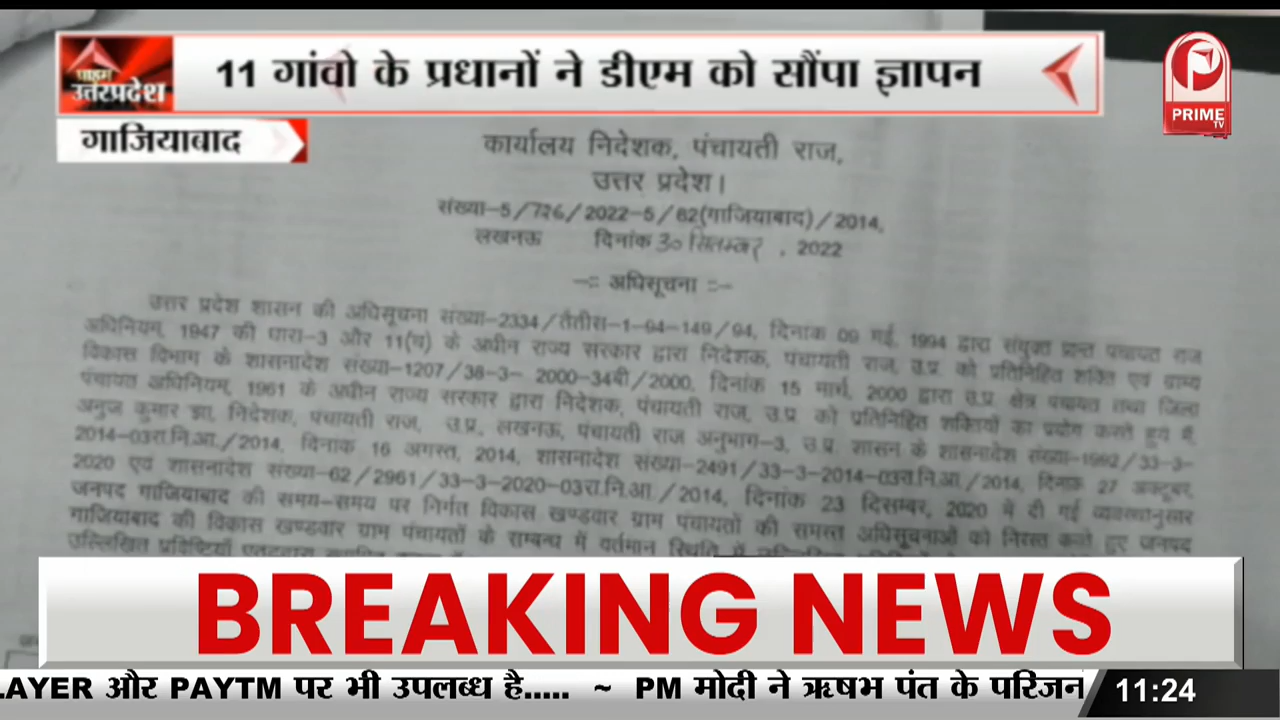 11 गांवो के प्रधानों ने डीएम को सौंपा ज्ञापन
प्राइम
उत्तरप्रदेश
PRIME
TV
गाजियाबाद
कार्यालय निदेशक, पंचायती राज,
उत्तर प्रदेश।
संख्या-5/726/2022-5/62(गाजियाबाद)/2014,
लखनऊ दिनांक 30 सितम्बर, 2022
-:: अधिसूचना ::-
उत्तर प्रदेश शासन की अधिसूचना संख्या-2334/तैंतीस-1-94-149/94, दिनांक 09 मई, 1994 द्वारा संयुक्त प्रान्त पंचायत राज
अधिनियम, 1947 की धारा-3 और 11(घ) के अधीन राज्य सरकार द्वारा निदेशक, पंचायती राज, उ.प्र. को प्रतिनिहित शक्ति एवं ग्राम्य
विकास विभाग के शासनादेश संख्या-1207/38-3- 2000-34बी/2000, दिनांक 15 मार्च, 2000 द्वारा उ.प्र. क्षेत्र पंचायत तथा जिला
पंचायत अधिनियम, 1961 के अधीन राज्य सरकार द्वारा निदेशक, पंचायती राज, उ.प्र. को प्रतिनिहित शक्तियों का प्रयोग करते हुये मैं,
अनुज कुमार झा, निदेशक, पंचायती राज, उ.प्र., लखनऊ, पंचायती राज अनुभाग-3, उ.प्र. शासन के शासनादेश संख्या-1992/33-3-
2014-03रा.नि.आ./2014, दिनांक 16 अगस्त, 2014, शासनादेश संख्या-2491/33-3-2014-03रा.नि.आ./2014, दिनांक 27 अक्टूबर,
2020 एवं शासनादेश संख्या-62/2961/33-3-2020-03रा.नि.आ./2014, दिनांक 23 दिसम्बर, 2020 में दी गई व्यवस्थानुसार
जनपद गाजियाबाद की समय-समय पर निर्गत विकास खण्डवार ग्राम पंचायतों की समस्त अधिसूचनाओं को निरस्त करते हुए जनपद
गाजियाबाद की विकास खण्डवार ग्राम पंचायतों के सम्बन्ध में वर्तमान स्थिति में
उल्लिखित प्रविष्टियाँ एतद्द्वारा
BREAKING NEWS
LAYER और PAYTM पर भी उपलब्ध है..... ~ PM मोदी ने ऋषभ पंत के परिजन
11:24